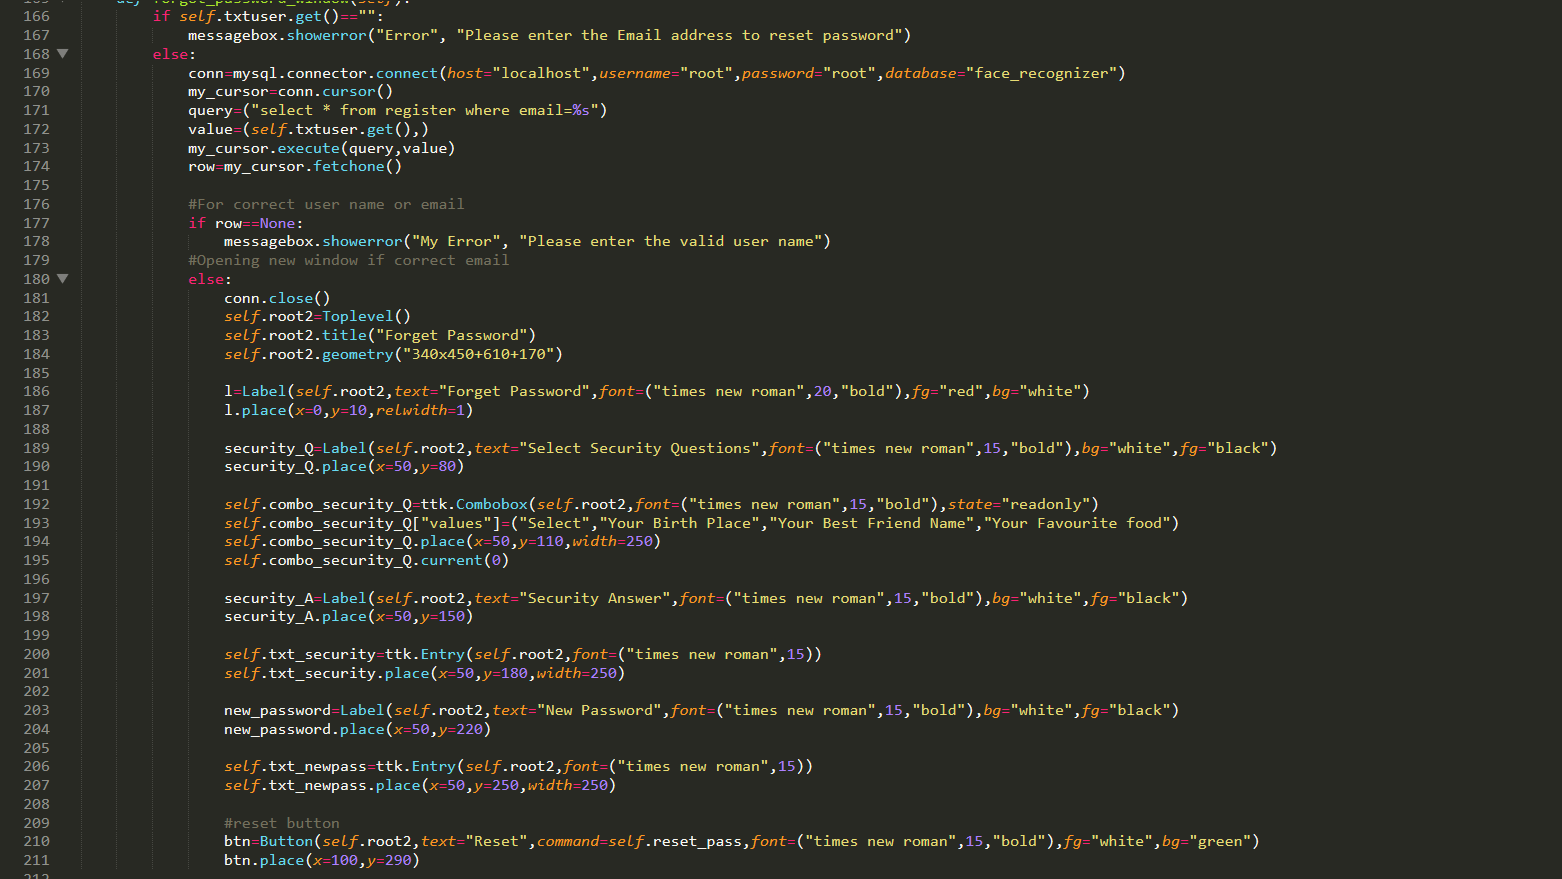 165 def forgot_password_window(self):
166 if self.txtuser.get()=="":
167 messagebox.showerror("Error", "Please enter the Email address to reset password")
168 else:
169 conn=mysql.connector.connect(host="localhost",username="root",password="root",database="face_recognizer")
170 my_cursor=conn.cursor()
171 query=("select * from register where email=%s")
172 value=(self.txtuser.get(),)
173 my_cursor.execute(query,value)
174 row=my_cursor.fetchone()
175
176 #For correct user name or email
177 if row==None:
178 messagebox.showerror("My Error", "Please enter the valid user name")
179 #Opening new window if correct email
180 else:
181 conn.close()
182 self.root2=Toplevel()
183 self.root2.title("Forget Password")
184 self.root2.geometry("340x450+610+170")
185
186 l=Label(self.root2,text="Forget Password",font=("times new roman",20,"bold"),fg="red",bg="white")
187 l.place(x=0,y=10,relwidth=1)
188
189 security_Q=Label(self.root2,text="Select Security Questions",font=("times new roman",15,"bold"),bg="white",fg="black")
190 security_Q.place(x=50,y=80)
191
192 self.combo_security_Q=ttk.Combobox(self.root2,font=("times new roman",15,"bold"),state="readonly")
193 self.combo_security_Q["values"]=("Select","Your Birth Place","Your Best Friend Name","Your Favourite food")
194 self.combo_security_Q.place(x=50,y=110,width=250)
195 self.combo_security_Q.current(0)
196
197 security_A=Label(self.root2,text="Security Answer",font=("times new roman",15,"bold"),bg="white",fg="black")
198 security_A.place(x=50,y=150)
199
200 self.txt_security=ttk.Entry(self.root2,font=("times new roman",15))
201 self.txt_security.place(x=50,y=180,width=250)
202
203 new_password=Label(self.root2,text="New Password",font=("times new roman",15,"bold"),bg="white",fg="black")
204 new_password.place(x=50,y=220)
205
206 self.txt_newpass=ttk.Entry(self.root2,font=("times new roman",15))
207 self.txt_newpass.place(x=50,y=250,width=250)
208
209 #reset button
210 btn=Button(self.root2,text="Reset",command=self.reset_pass,font=("times new roman",15,"bold"),fg="white",bg="green")
211 btn.place(x=100,y=290)
212